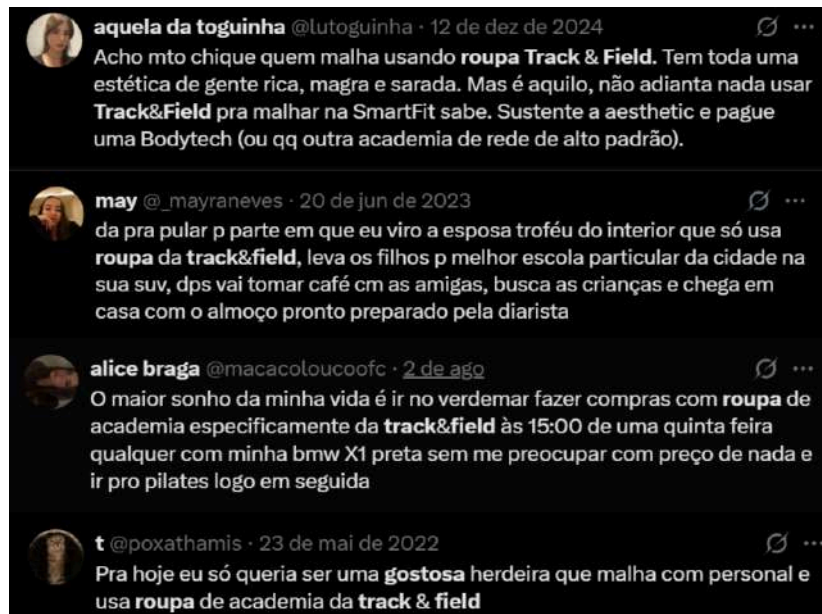 aquela da toguinha @lutoguinha · 12 de dez de 2024
Acho mto chique quem malha usando roupa Track & Field. Tem toda uma
estética de gente rica, magra e sarada. Mas é aquilo, não adianta nada usar
Track&Field pra malhar na SmartFit sabe. Sustente a aesthetic e pague
uma Bodytech (ou qq outra academia de rede de alto padrão).
may @_mayraneves · 20 de jun de 2023
da pra pular p parte em que eu viro a esposa troféu do interior que só usa
roupa da track&field, leva os filhos p melhor escola particular da cidade na
sua suv, dps vai tomar café cm as amigas, busca as crianças e chega em
casa com o almoço pronto preparado pela diarista
alice braga @macacoloucoofc · 2 de ago
O maior sonho da minha vida é ir no verdemar fazer compras com roupa de
academia especificamente da track&field às 15:00 de uma quinta feira
qualquer com minha bmw X1 preta sem me preocupar com preço de nada e
ir pro pilates logo em seguida
t @poxathamis · 23 de mai de 2022
Pra hoje eu só queria ser uma gostosa herdeira que malha com personal e
usa roupa de academia da track & field